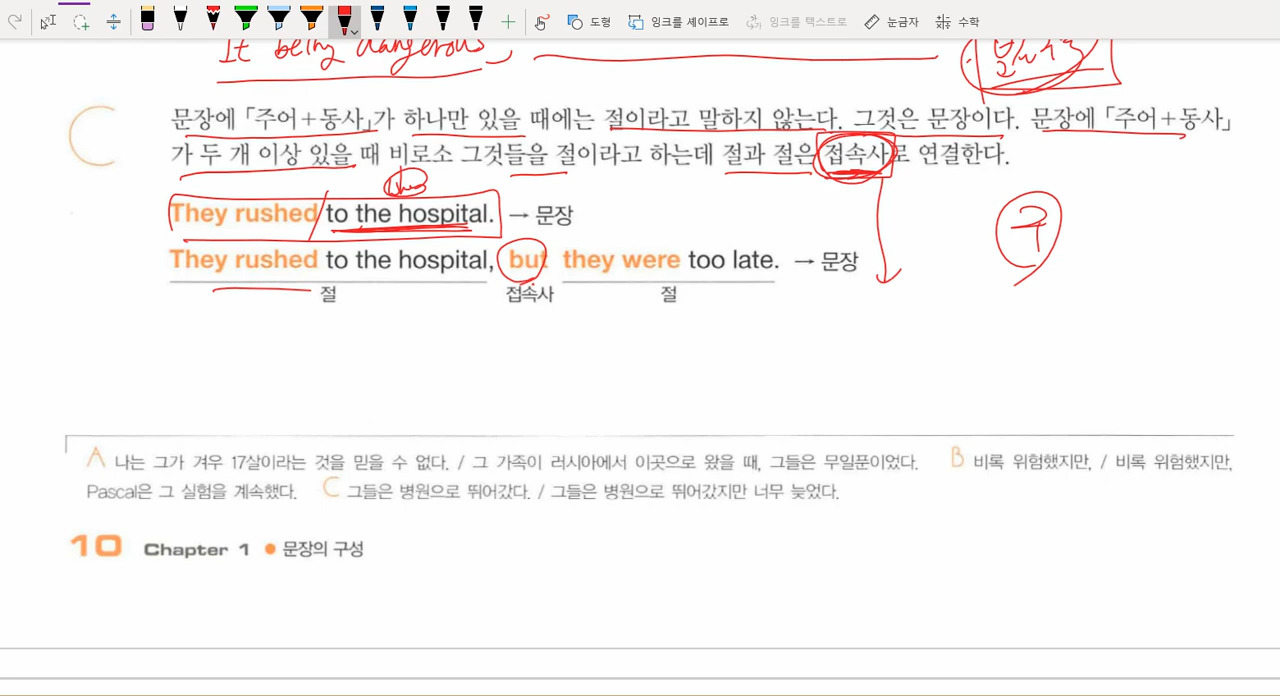 도형 잉크를 셰이프로 잉크를 텍스트로 눈금자 수학
It being dangerous,
C 문장에 「주어+동사」가 하나만 있을 때에는 절이라고 말하지 않는다. 그것은 문장이다. 문장에 「주어+동사」
가 두 개 이상 있을 때 비로소 그것들을 절이라고 하는데 절과 절은 접속사로 연결한다.
They rushed to the hospital. → 문장
구
They rushed to the hospital, but they were too late. → 문장
절 접속사 절
A 나는 그가 겨우 17살이라는 것을 믿을 수 없다. / 그 가족이 러시아에서 이곳으로 왔을 때, 그들은 무일푼이었다. B 비록 위험했지만, / 비록 위험했지만,
Pascal은 그 실험을 계속했다. C 그들은 병원으로 뛰어갔다. / 그들은 병원으로 뛰어갔지만 너무 늦었다.
10 Chapter 1 ● 문장의 구성